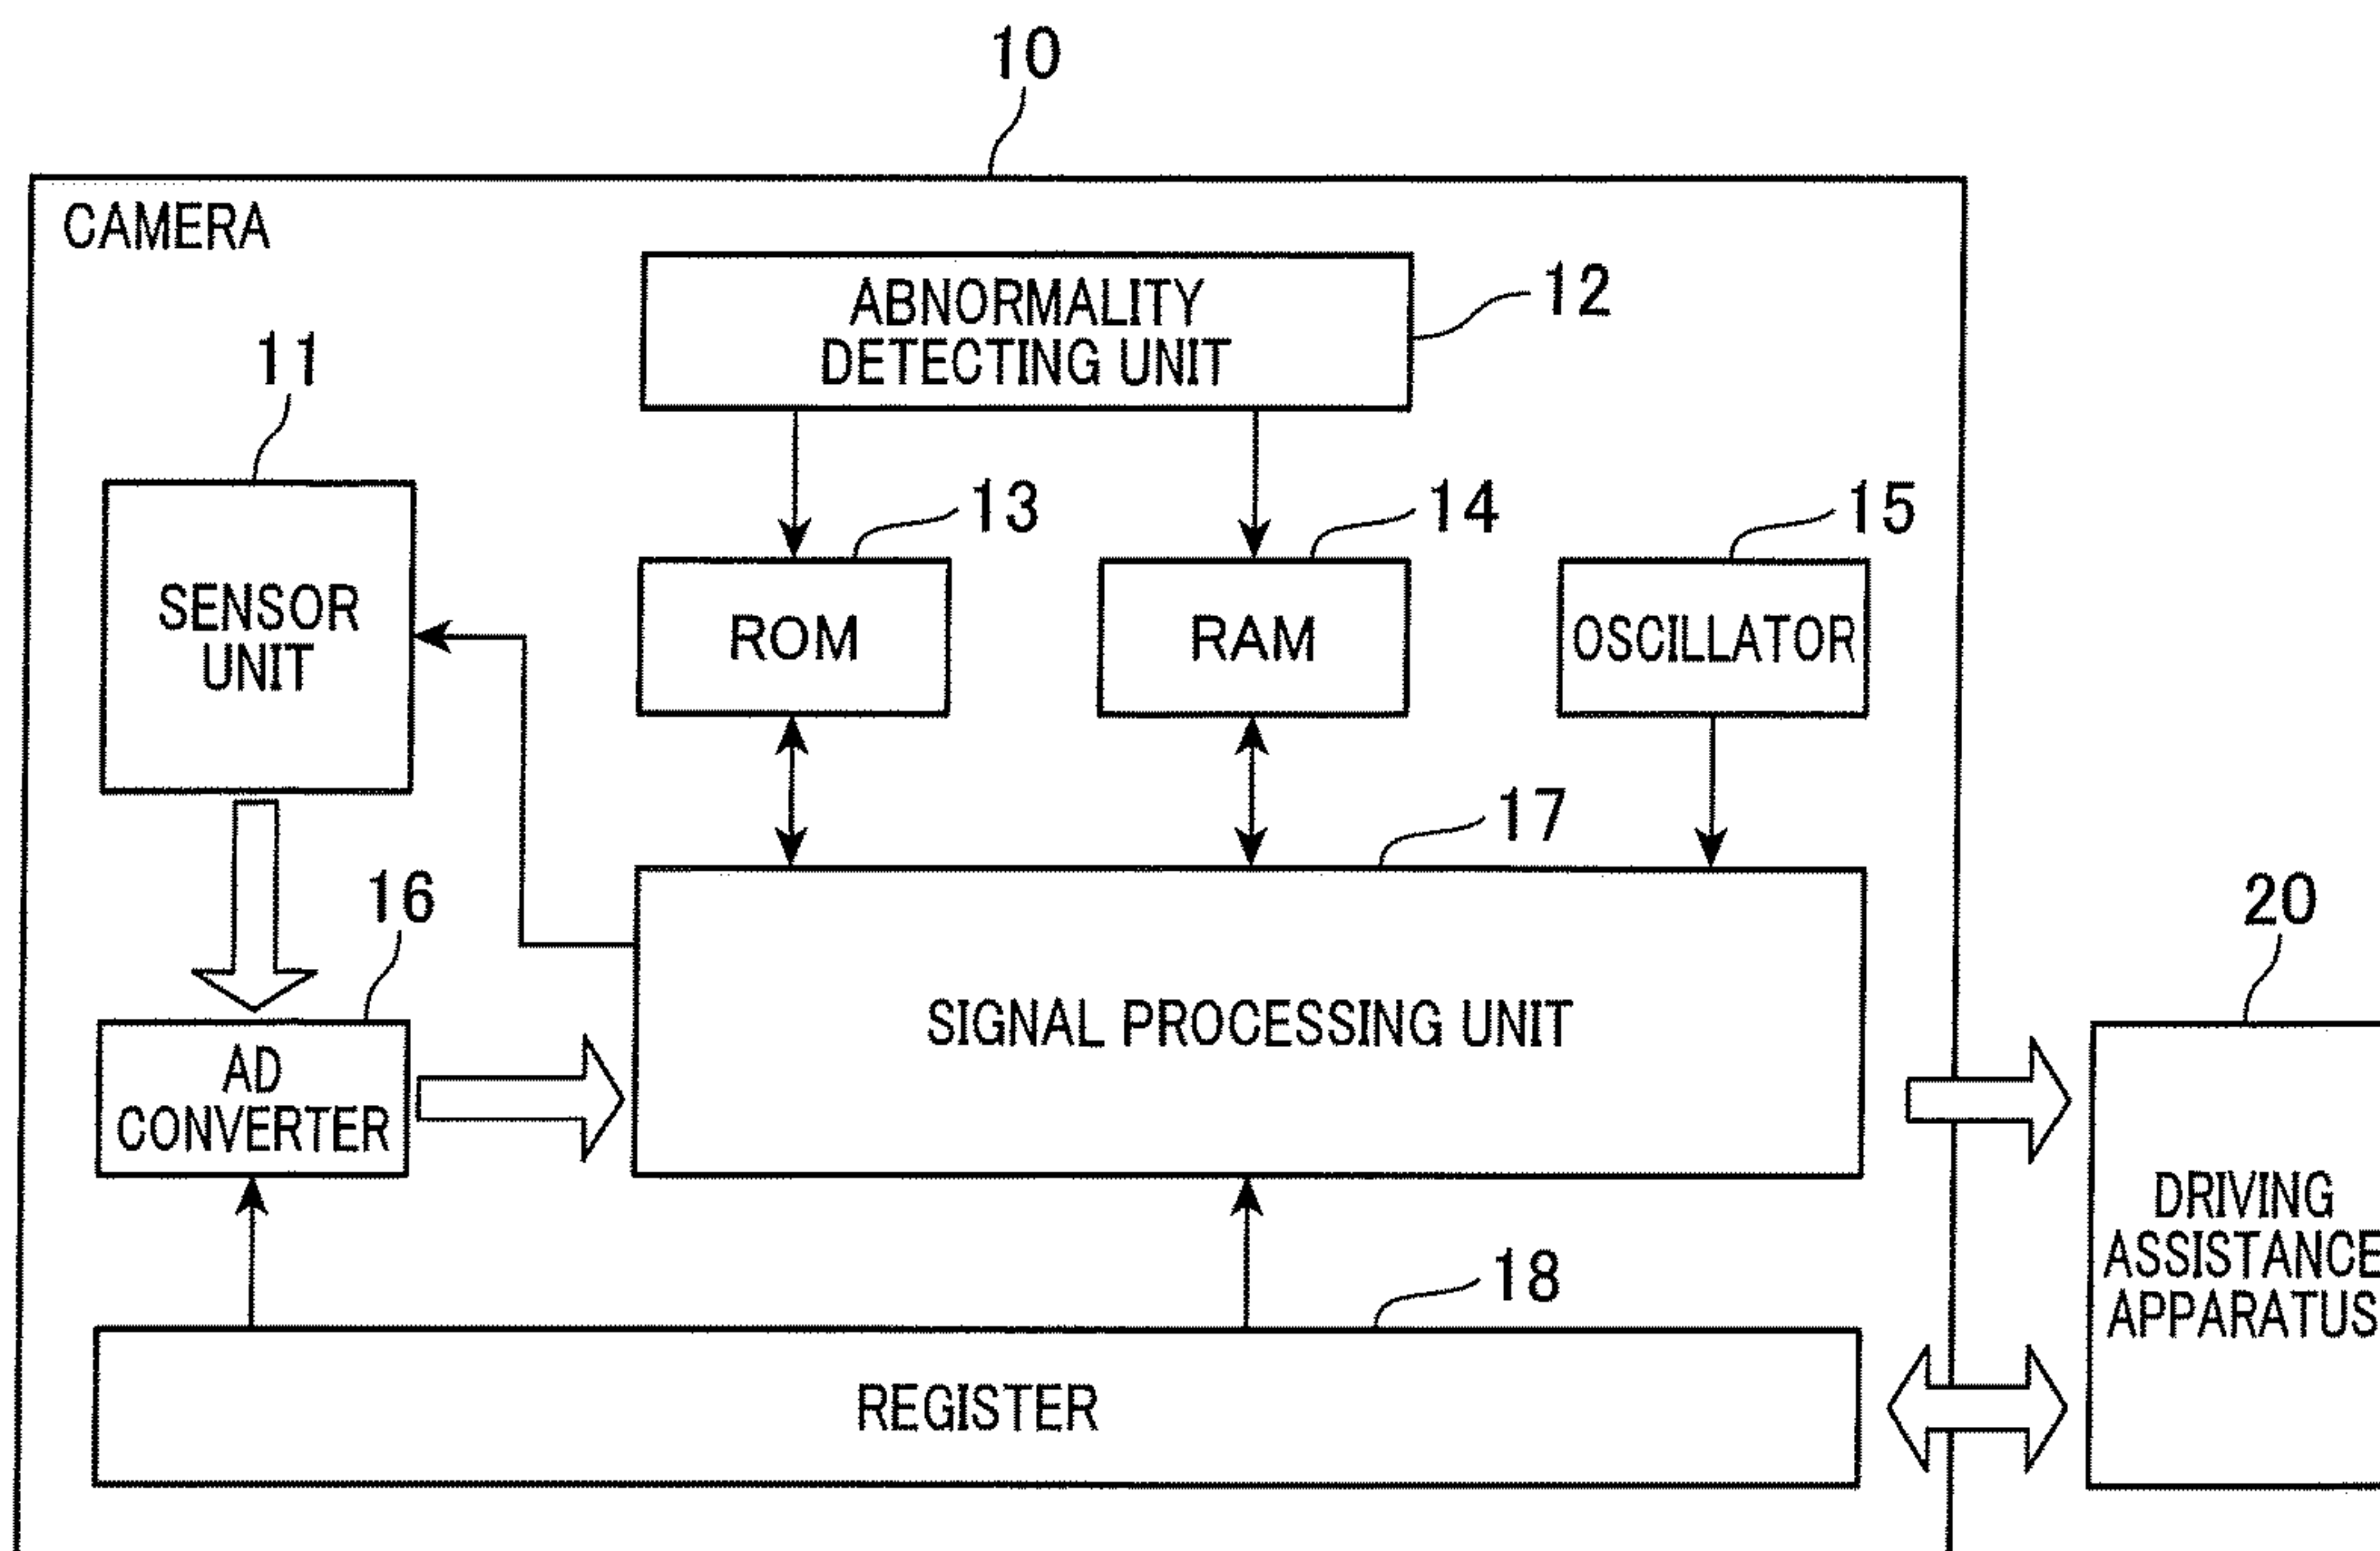 10
CAMERA
ABNORMALITY
DETECTING UNIT
12
11
SENSOR
UNIT
13
ROM
14
RAM
15
OSCILLATOR
17
SIGNAL PROCESSING UNIT
16
AD
CONVERTER
20
DRIVING
ASSISTANCE
APPARATUS
18
REGISTER